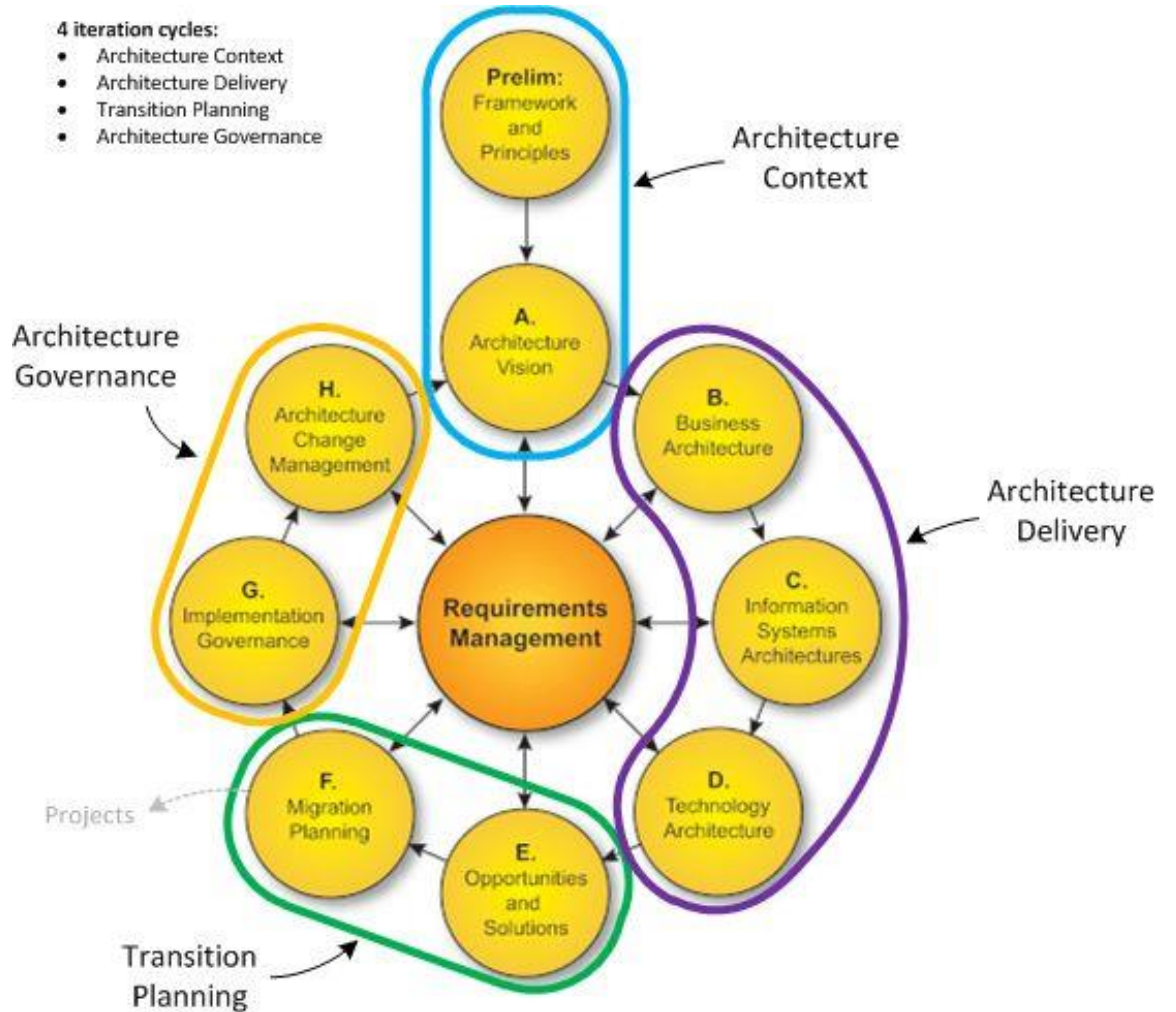 4 iteration cycles:
• Architecture Context
• Architecture Delivery
• Transition Planning
• Architecture Governance
Prelim:
Framework
and
Principles
Architecture
Context
A.
Architecture
Vision
Architecture
Governance
H.
Architecture
Change
Management
B.
Business
Architecture
Architecture
Delivery
G.
Implementation
Governance
Requirements
Management
C.
Information
Systems
Architectures
F.
Migration
Planning
D.
Technology
Architecture
Projects
E.
Opportunities
and
Solutions
Transition
Planning